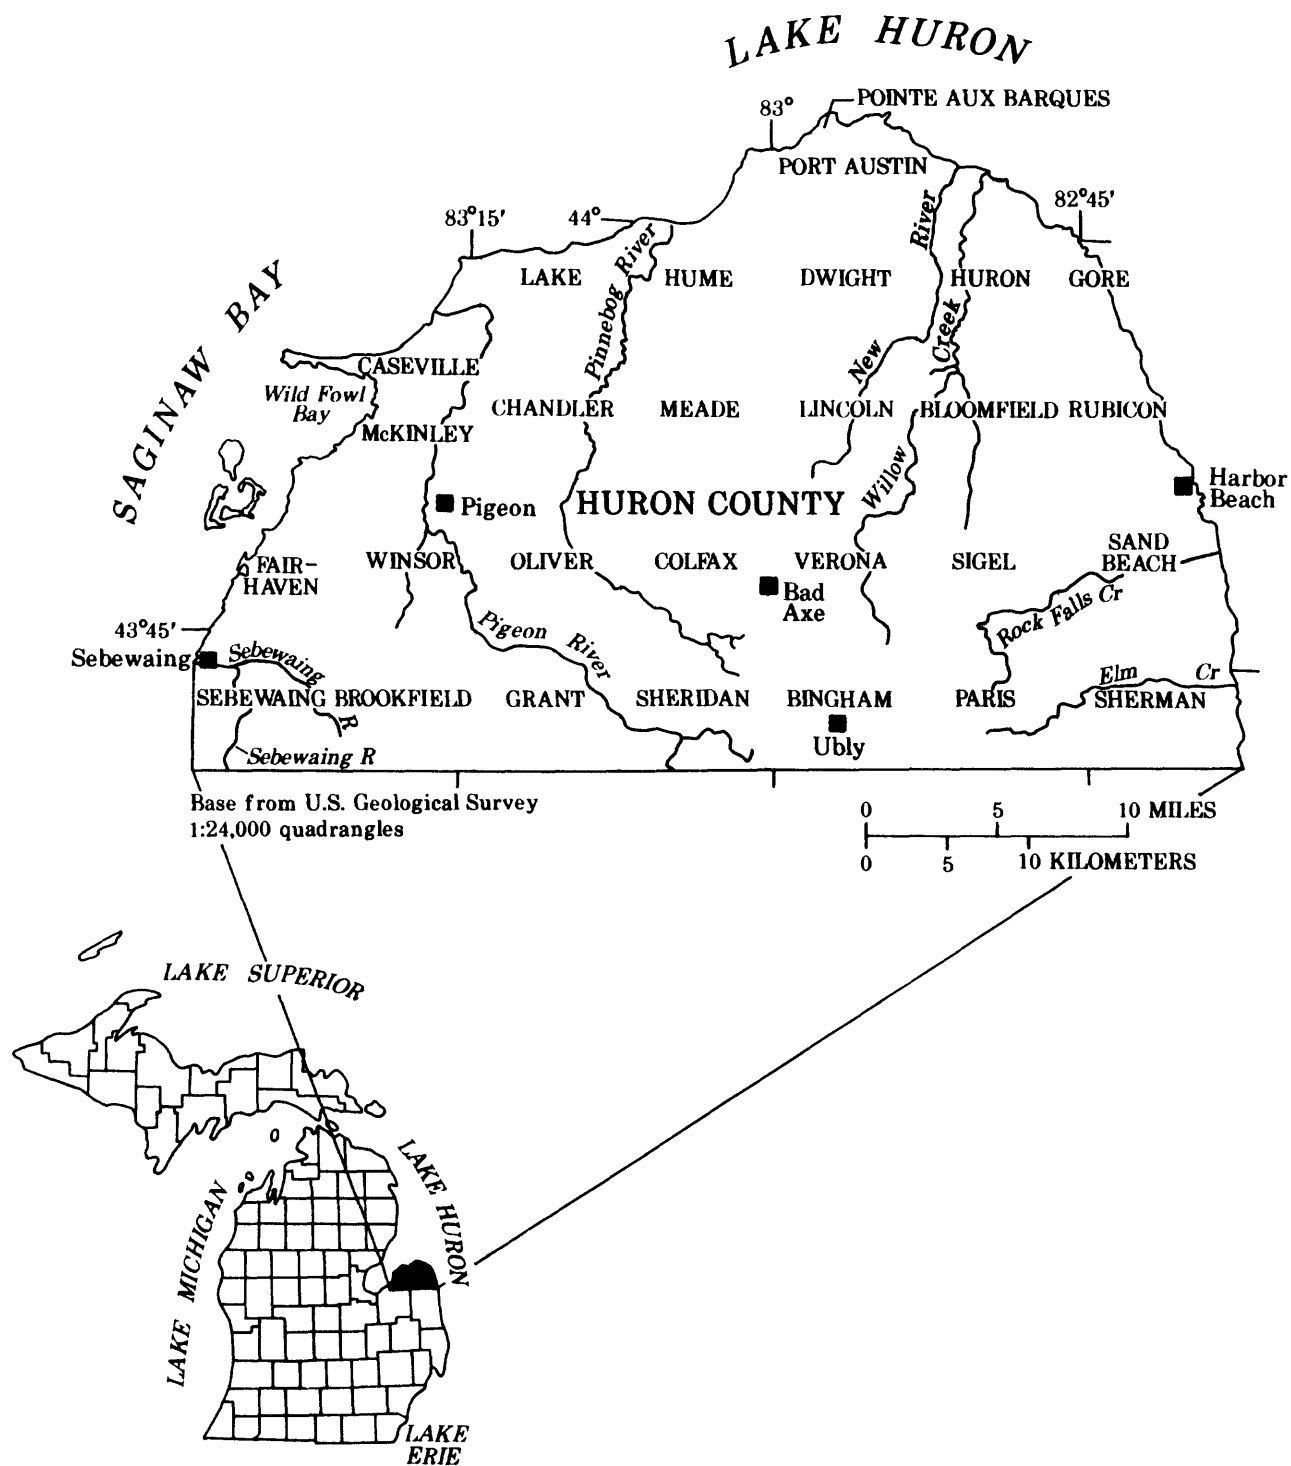 LAKE HURON
83°
POINTE AUX BARQUES
PORT AUSTIN
82°45'
83°15'
44°
River
Pinnebog River
LAKE
HUME
DWIGHT
HURON
GORE
SAGINAW BAY
Creek
New
CASEVILLE
Wild Fowl
Bay
CHANDLER
MEADE
LINCOLN
BLOOMFIELD
RUBICON
McKINLEY
Willow
Harbor
Beach
Pigeon
HURON COUNTY
SAND
BEACH
FAIR-
HAVEN
WINSOR
OLIVER
COLFAX
VERONA
SIGEL
Bad
Axe
Rock Falls Cr
43°45'
Pigeon River
Sebewaing
Sebewaing
R
Elm Cr
SEBEWAING
BROOKFIELD
GRANT
SHERIDAN
BINGHAM
PARIS
SHERMAN
Ubly
Sebewaing R
Base from U.S. Geological Survey
1:24,000 quadrangles
0 5 10 MILES
0 5 10 KILOMETERS
LAKE SUPERIOR
LAKE HURON
LAKE MICHIGAN
LAKE
ERIE